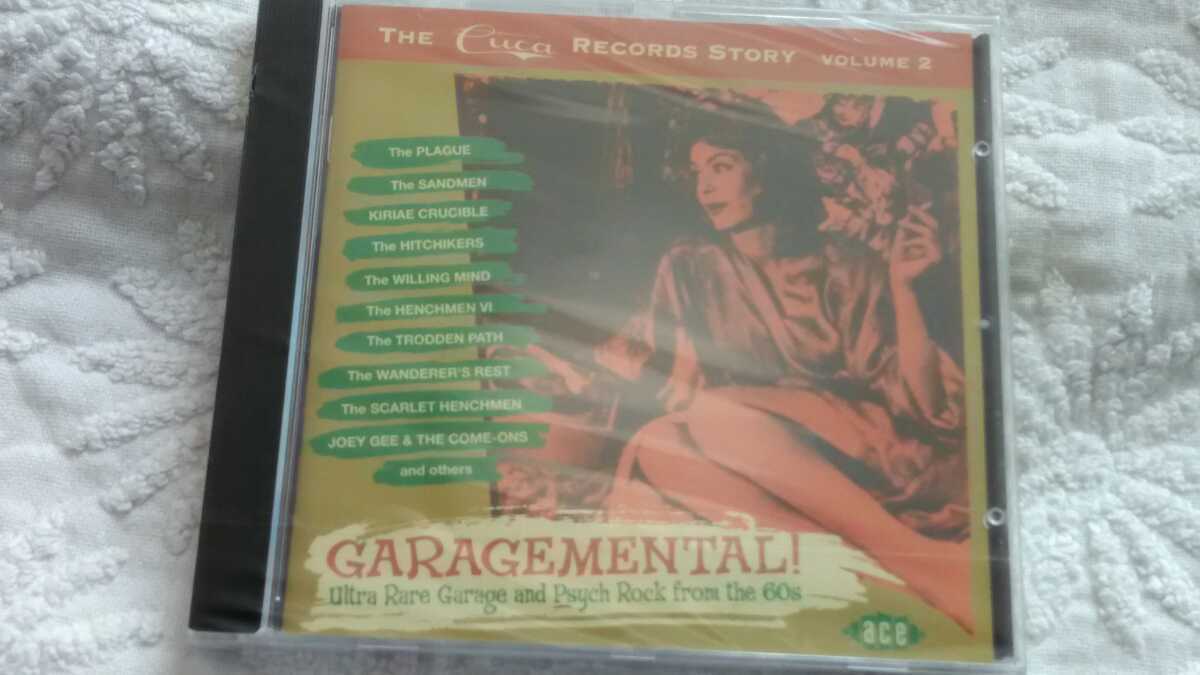 THE Cuca RECORDS STORY VOLUME 2
The PLAGUE
The SANDMEN
KIRIAE CRUCIBLE
The HITCHIKERS
The WILLING MIND
The HENCHMEN VI
The TRODDEN PATH
The WANDERER'S REST
The SCARLET HENCHMEN
JOEY GEE & THE COME-ONS
and others
GARAGEMENTAL!
Ultra Rare Garage and Psych Rock from the 60s
ace